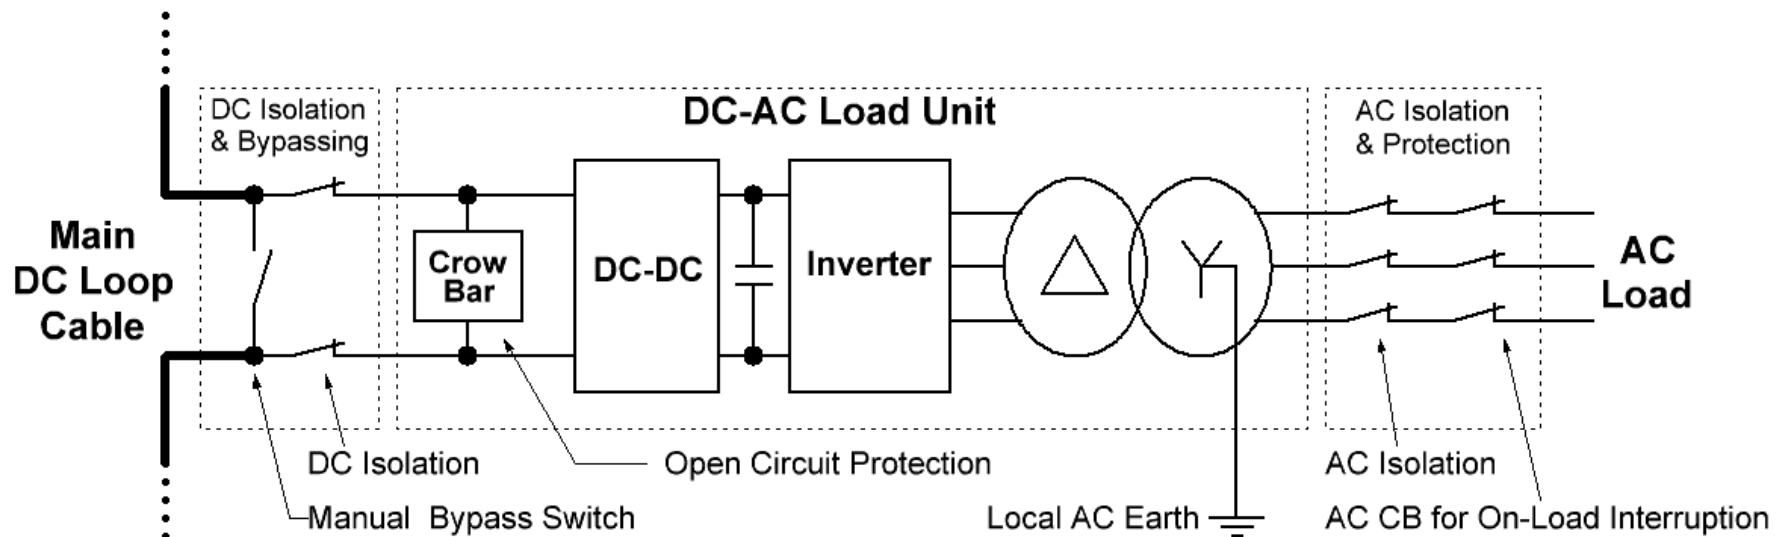 DC Isolation
& Bypassing
DC-AC Load Unit
AC Isolation
& Protection
Main
DC Loop
Cable
Crow
Bar
DC-DC
Inverter
AC
Load
DC Isolation
Open Circuit Protection
AC Isolation
Manual Bypass Switch
Local AC Earth
AC CB for On-Load Interruption